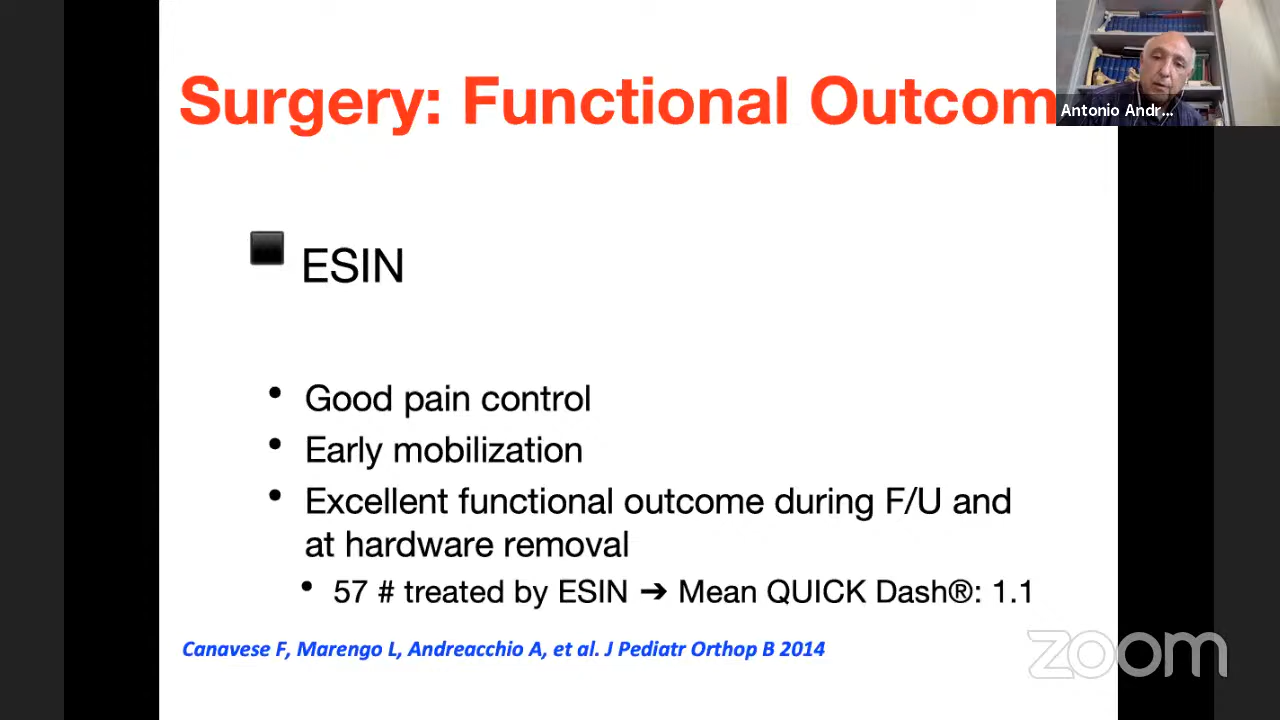 Surgery: Functional Outcom
Antonio Andr...
ESIN
• Good pain control
• Early mobilization
• Excellent functional outcome during F/U and
at hardware removal
• 57 # treated by ESIN ➔ Mean QUICK Dash®: 1.1
Canavese F, Marengo L, Andreacchio A, et al. J Pediatr Orthop B 2014
zoom